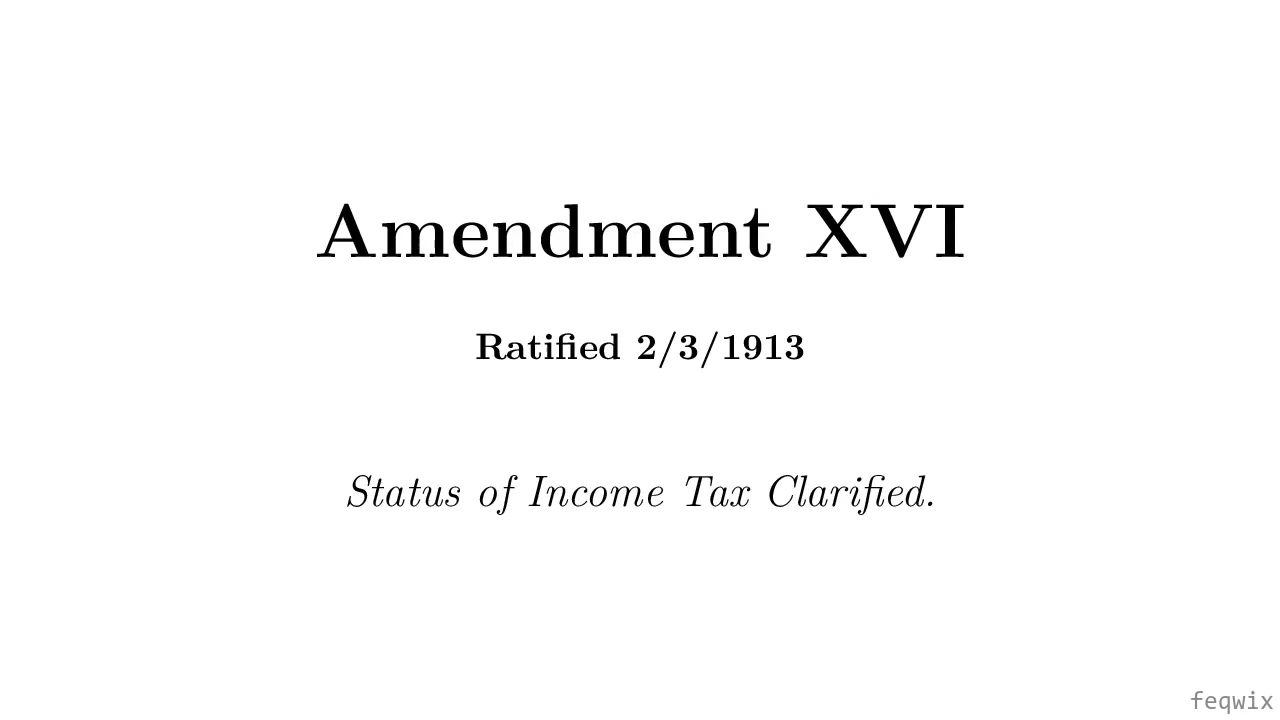 Amendment XVI
Ratified 2/3/1913
Status of Income Tax Clarified.
feqwix